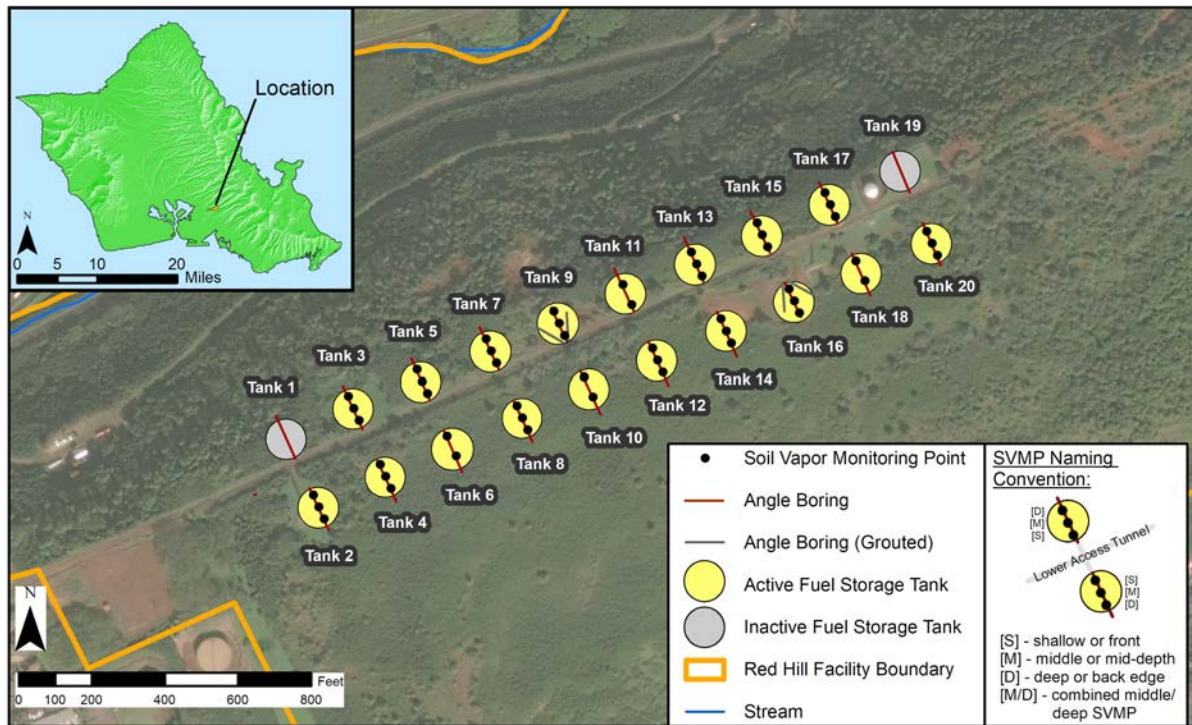 Location
N
0 5 10 20
Miles
Tank 19
Tank 17
Tank 15
Tank 13
Tank 11
Tank 9
Tank 7
Tank 5
Tank 3
Tank 1
Tank 20
Tank 18
Tank 16
Tank 14
Tank 12
Tank 10
Tank 8
Tank 6
Tank 4
Tank 2
N
Feet
0 100 200 400 600 800
Soil Vapor Monitoring Point
Angle Boring
Angle Boring (Grouted)
Active Fuel Storage Tank
Inactive Fuel Storage Tank
Red Hill Facility Boundary
Stream
SVMP Naming
Convention:
[D]
[M]
[S]
Lower Access Tunnel
[S]
[M]
[D]
[S] - shallow or front
[M] - middle or mid-depth
[D] - deep or back edge
[M/D] - combined middle/
deep SVMP